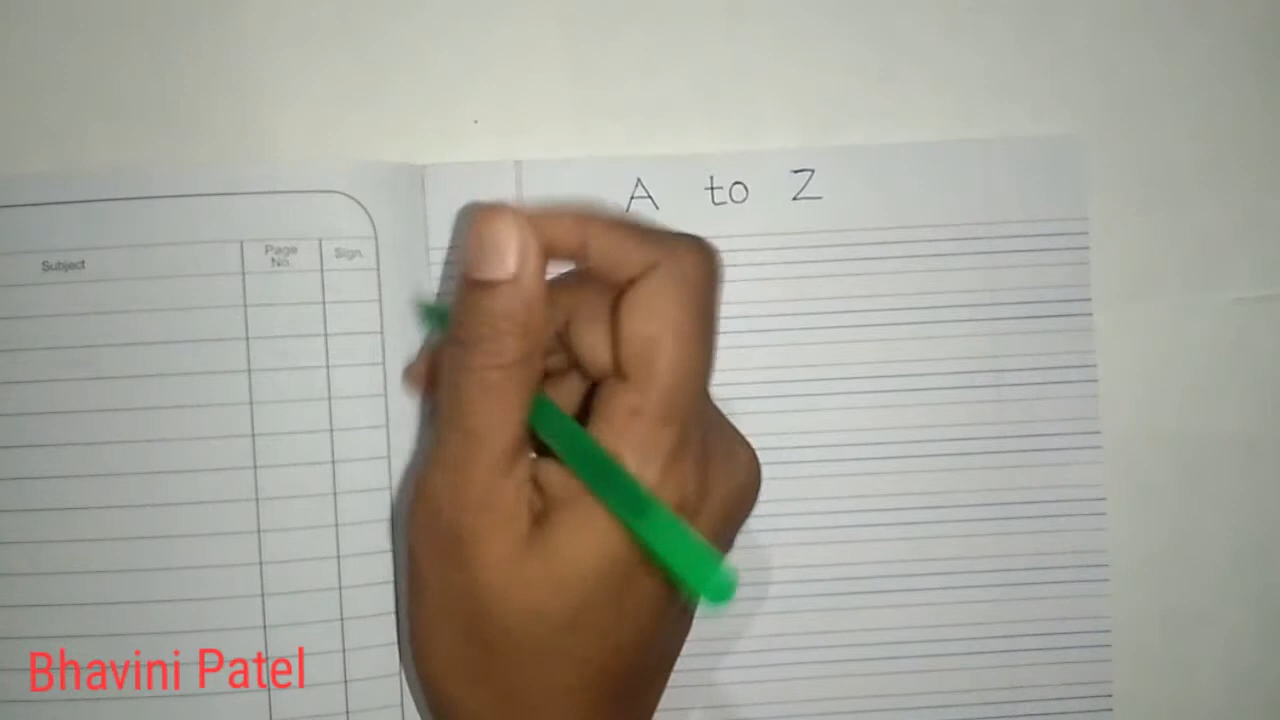 A to Z
Subject
Page
No.
Sign.
Bhavini Patel